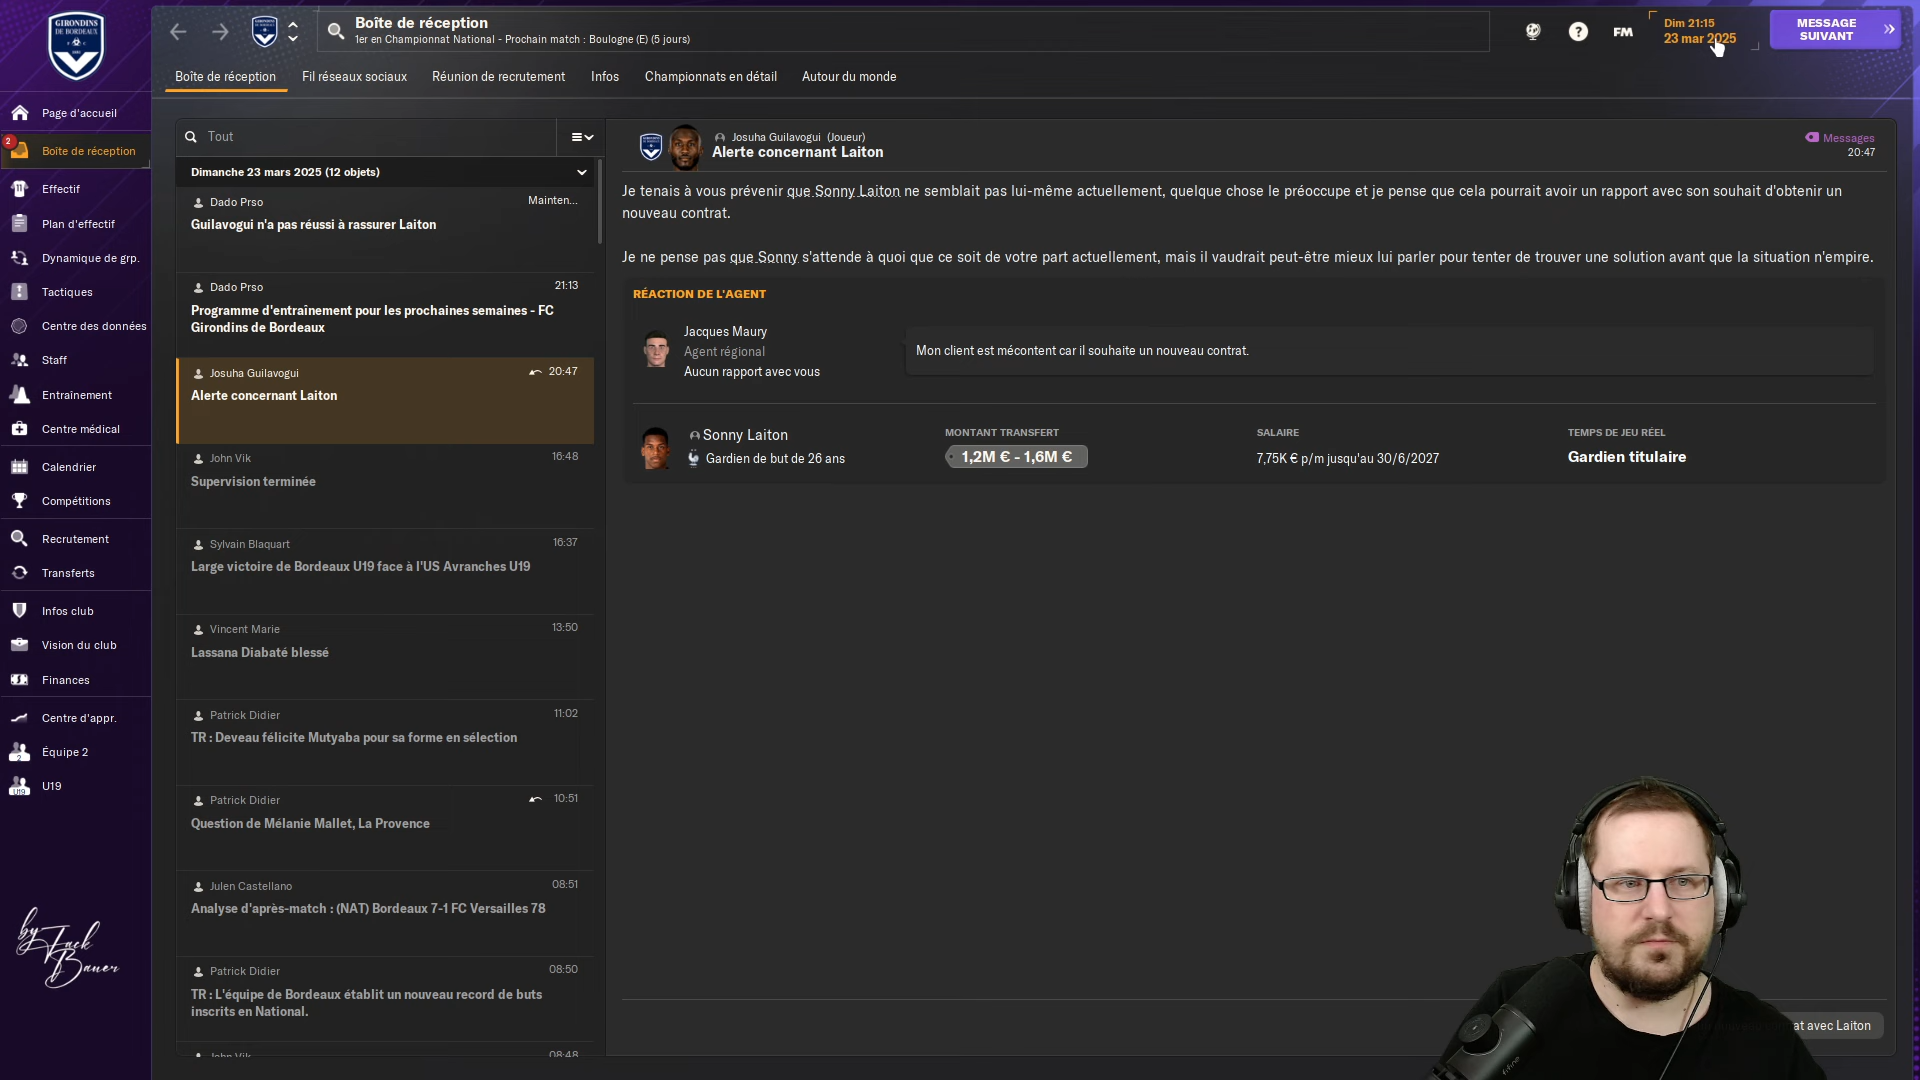 GIRONDINS
DE BORDEAUX
Boîte de réception
1er en Championnat National - Prochain match : Boulogne (E) (5 jours)
FM
Dim 21:15
23 mar 2025
MESSAGE
SUIVANT
Boîte de réception
Fil réseaux sociaux
Réunion de recrutement
Infos
Championnats en détail
Autour du monde
Page d'accueil
2
Boîte de réception
Effectif
Plan d'effectif
Dynamique de grp.
Tactiques
Centre des données
Staff
Entraînement
Centre médical
Calendrier
Compétitions
Recrutement
Transferts
Infos club
Vision du club
Finances
Centre d'appr.
Équipe 2
U19
by Jack
Bauer
Tout
Dimanche 23 mars 2025 (12 objets)
Dado Prso
Mainten...
Guilavogui n'a pas réussi à rassurer Laiton
Dado Prso
21:13
Programme d'entraînement pour les prochaines semaines - FC
Girondins de Bordeaux
Josuha Guilavogui
20:47
Alerte concernant Laiton
John Vik
16:48
Supervision terminée
Sylvain Blaquart
16:37
Large victoire de Bordeaux U19 face à l'US Avranches U19
Vincent Marie
13:50
Lassana Diabaté blessé
Patrick Didier
11:02
TR : Deveau félicite Mutyaba pour sa forme en sélection
Patrick Didier
10:51
Question de Mélanie Mallet, La Provence
Julen Castellano
08:51
Analyse d'après-match : (NAT) Bordeaux 7-1 FC Versailles 78
Patrick Didier
08:50
TR : L'équipe de Bordeaux établit un nouveau record de buts
inscrits en National.
John Vik
08:48
Josuha Guilavogui (Joueur)
Alerte concernant Laiton
Messages
20:47
Je tenais à vous prévenir que Sonny Laiton ne semblait pas lui-même actuellement, quelque chose le préoccupe et je pense que cela pourrait avoir un rapport avec son souhait d'obtenir un
nouveau contrat.
Je ne pense pas que Sonny s'attende à quoi que ce soit de votre part actuellement, mais il vaudrait peut-être mieux lui parler pour tenter de trouver une solution avant que la situation n'empire.
RÉACTION DE L'AGENT
Jacques Maury
Agent régional
Aucun rapport avec vous
Mon client est mécontent car il souhaite un nouveau contrat.
Sonny Laiton
Gardien de but de 26 ans
MONTANT TRANSFERT
1,2M € - 1,6M €
SALAIRE
7,75K € p/m jusqu'au 30/6/2027
TEMPS DE JEU RÉEL
Gardien titulaire
at avec Laiton